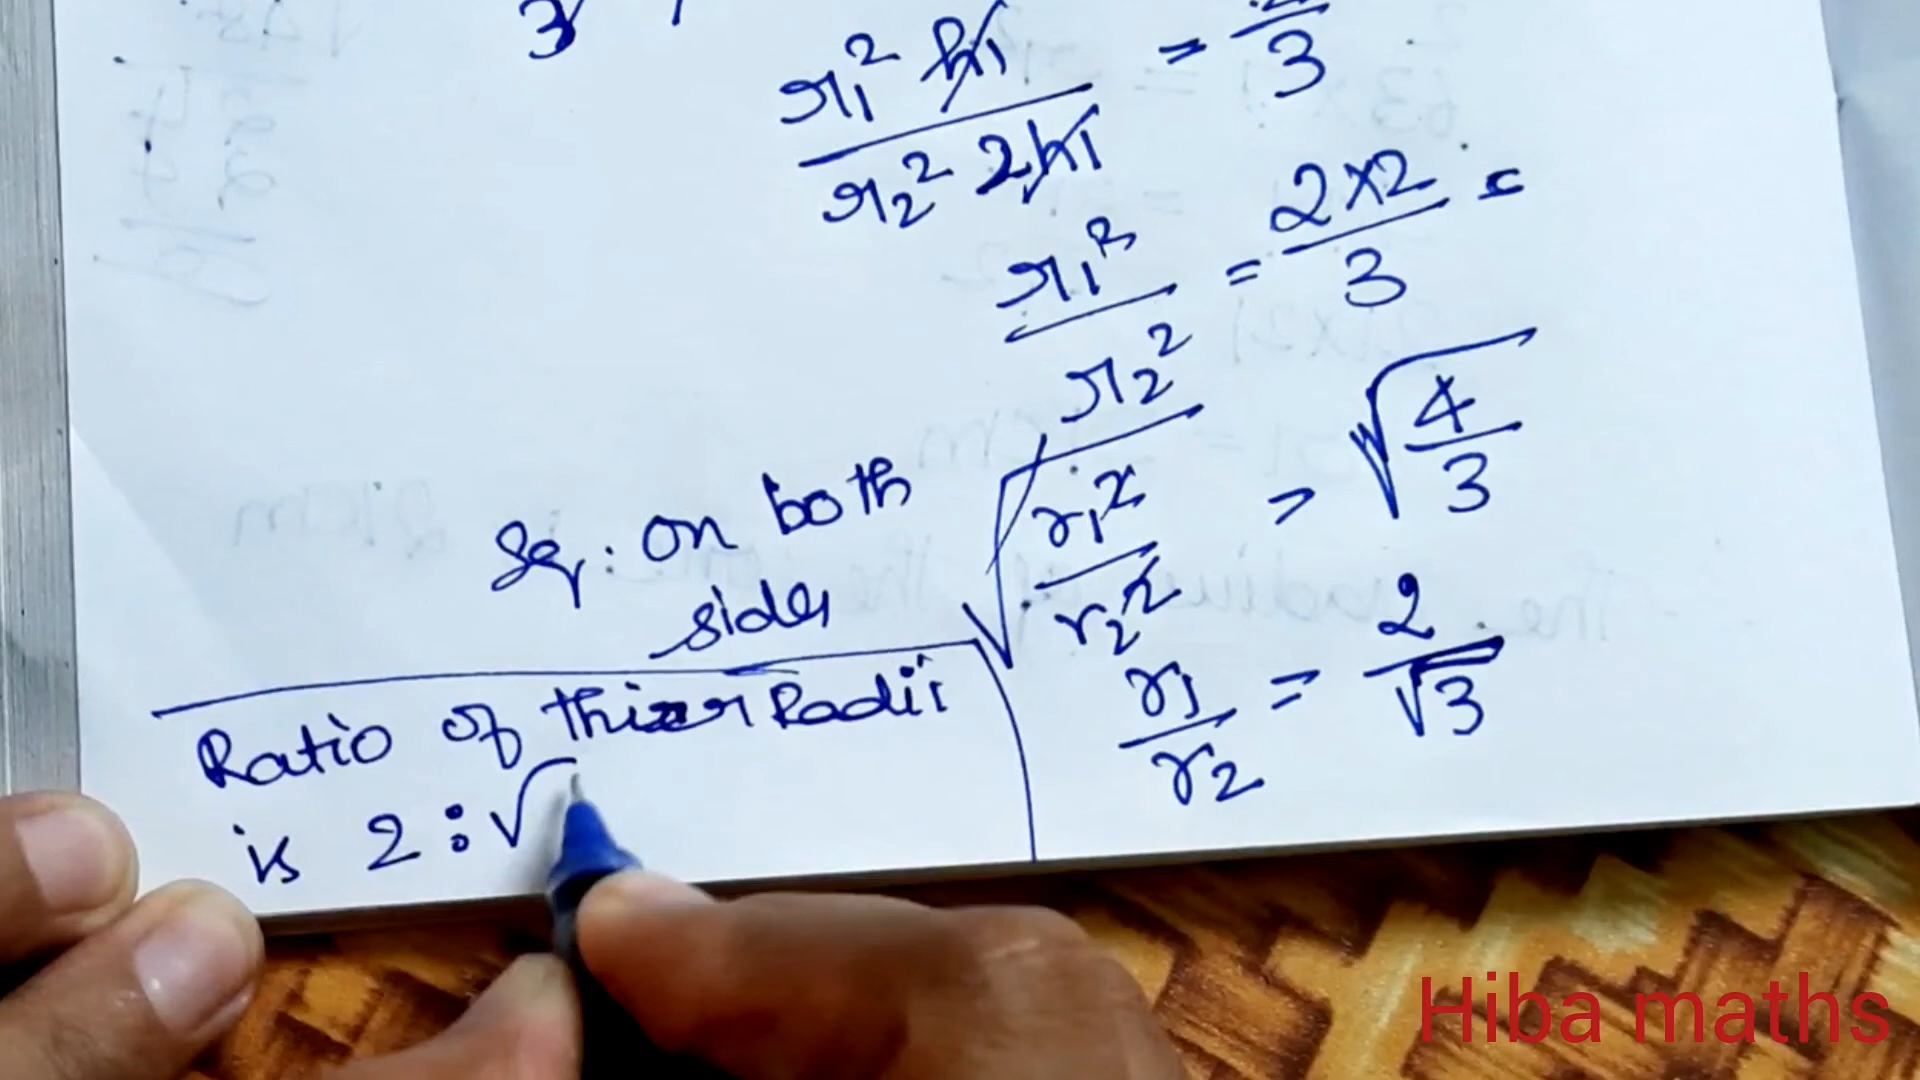 3
r₁² h₁ / r₂² 2h₁ = 2/3
r₁² / r₂² = 2×2 / 3 =
Sq: on both sides √(r₁² / r₂²) = √(4/3)
r₁ / r₂ = 2 / √3
Ratio of their Radii
is 2 : √
Hiba maths